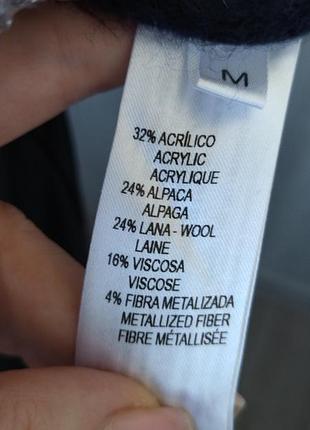 M
32% ACRÍLICO
ACRYLIC
ACRYLIQUE
24% ALPACA
ALPAGA
24% LANA - WOOL
LAINE
16% VISCOSA
VISCOSE
4% FIBRA METALIZADA
METALLIZED FIBER
FIBRE MÉTALLISÉE